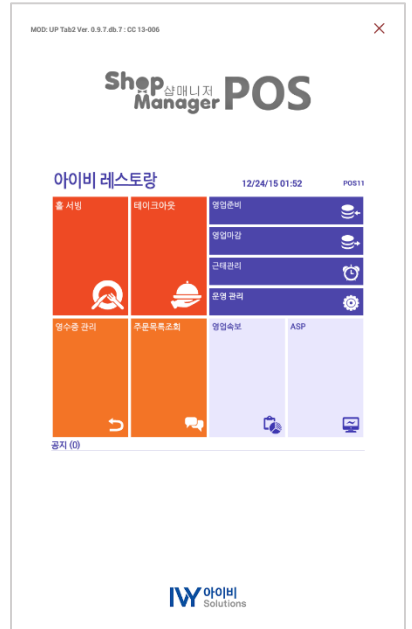 MOD: UP Tab2 Ver. 0.9.7.db.7 : CC 13-006
Shop 샵매니저
Manager POS
아이비 레스토랑 12/24/15 01:52 POS11
홀 서빙
테이크아웃
영업준비
영업마감
근태관리
운영 관리
영수증 관리
주문목록조회
영업속보
ASP
공지 (0)
IVY 아이비
Solutions